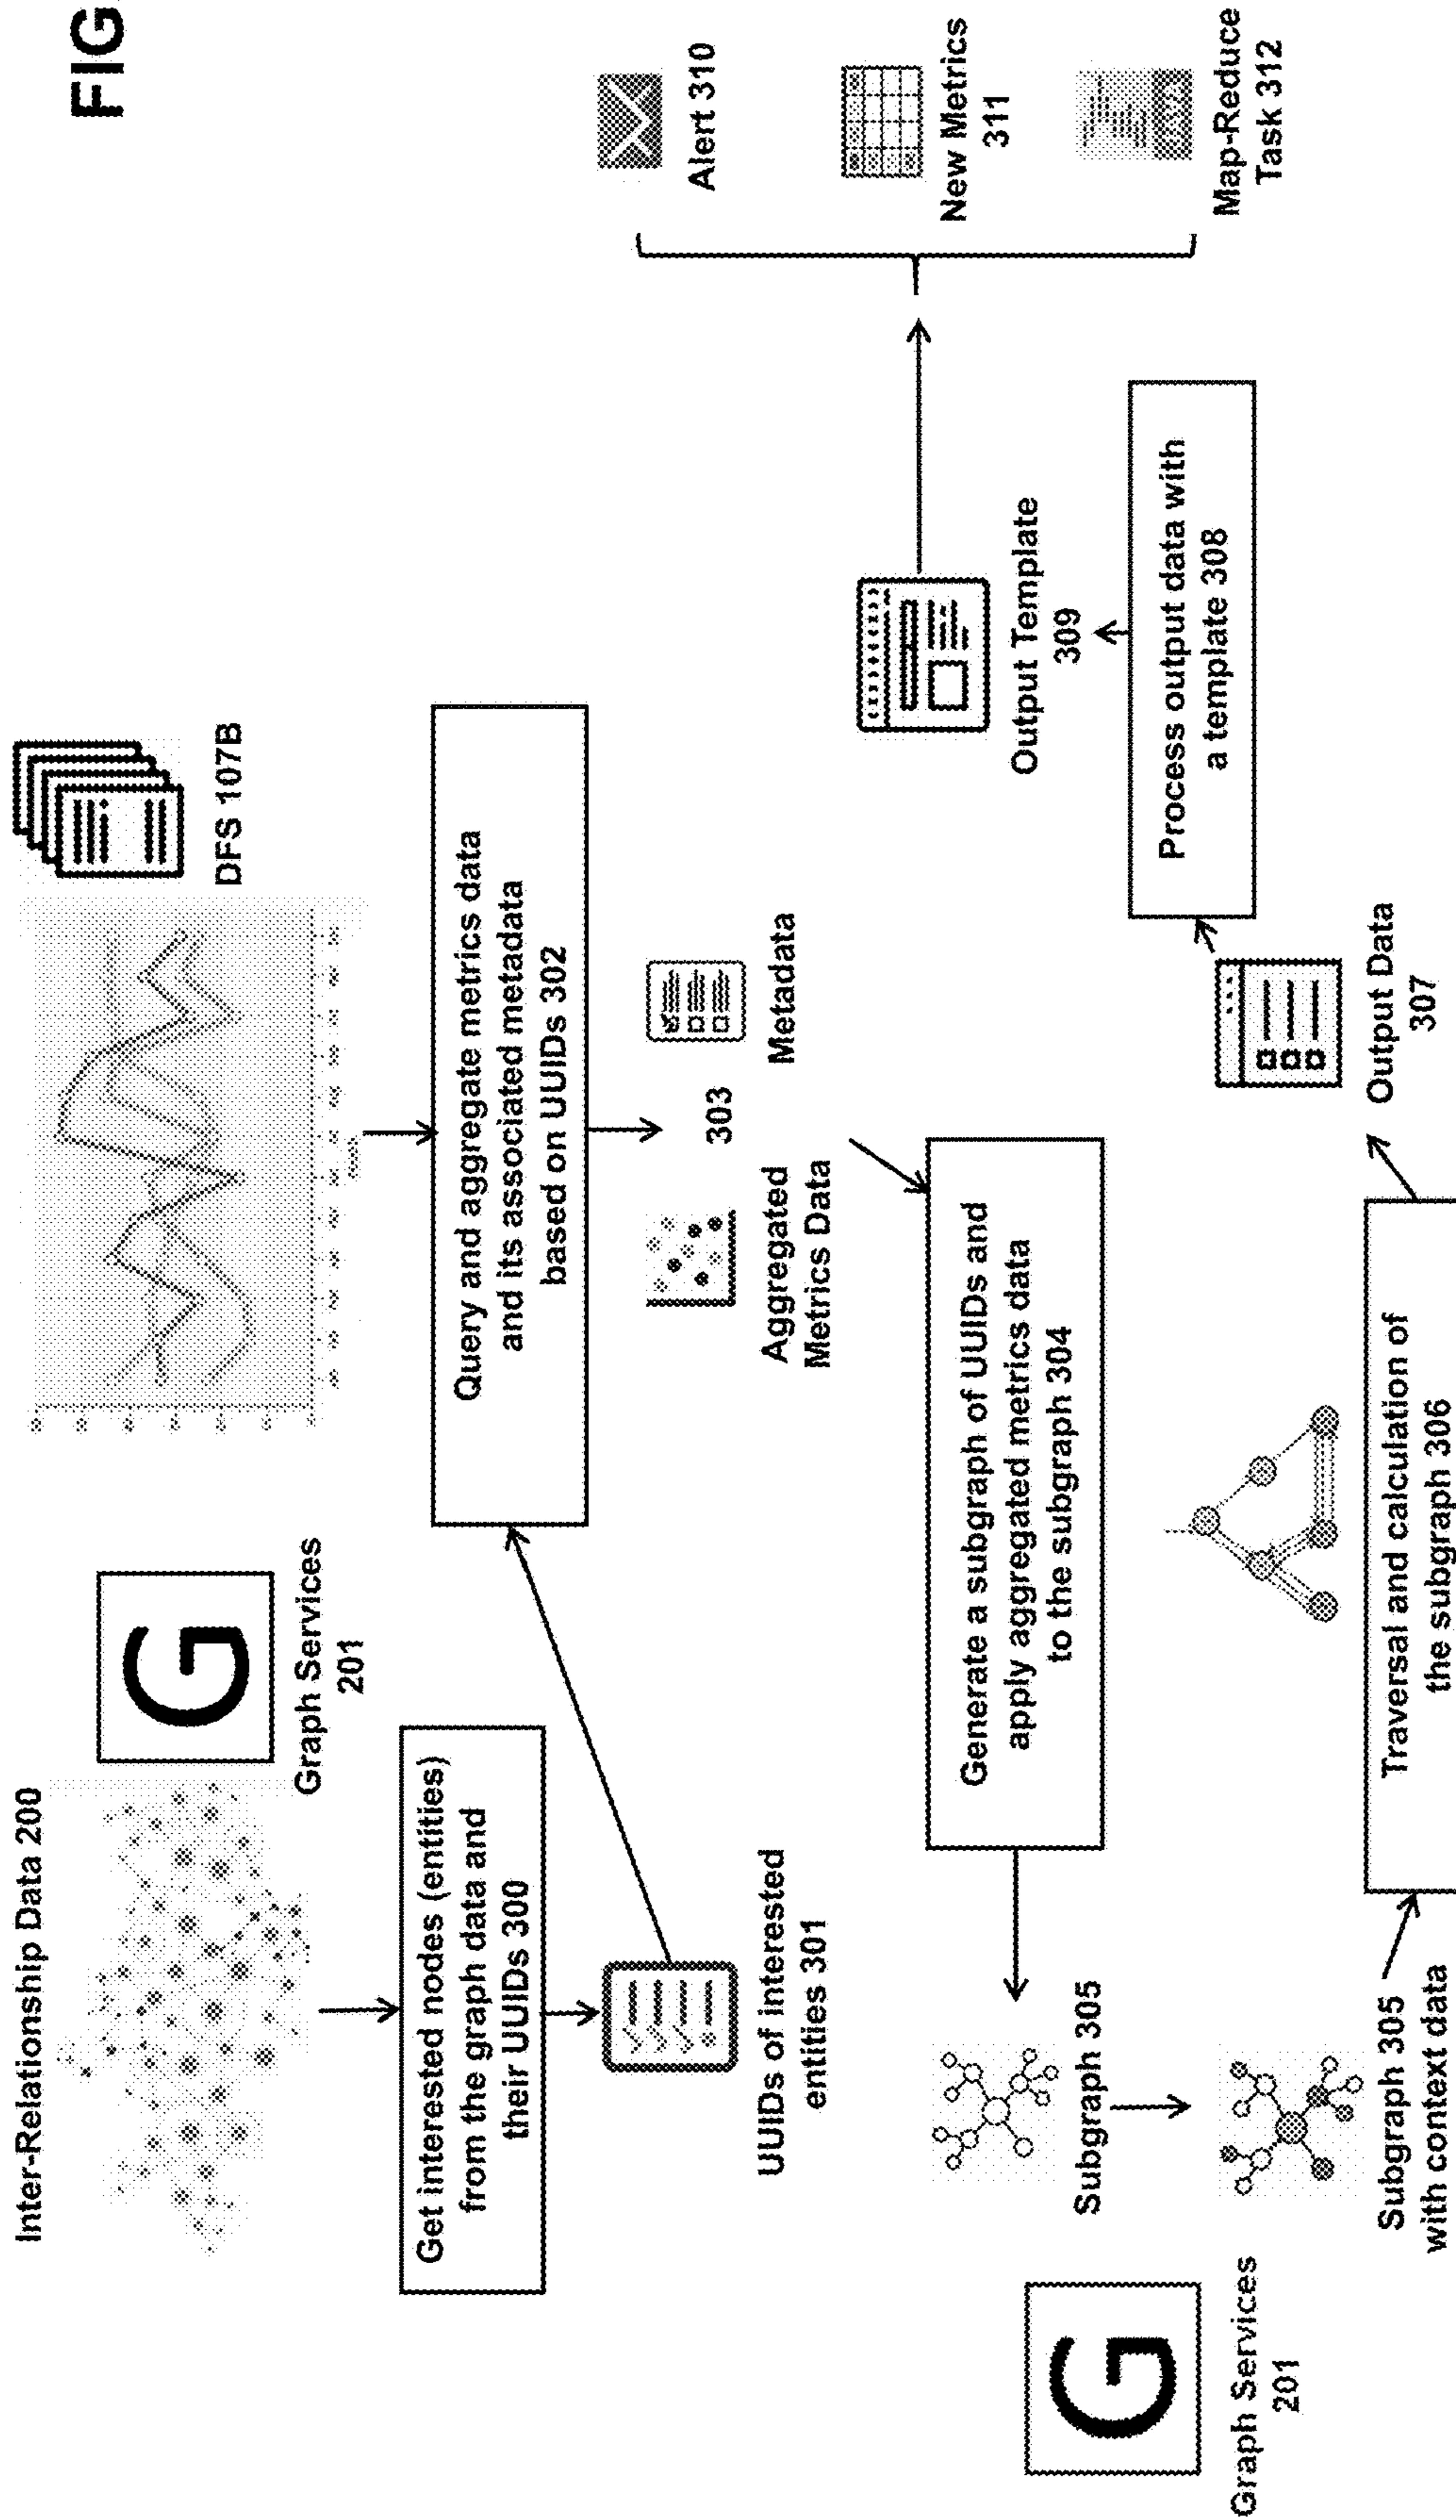 FIG
Inter-Relationship Data 200
Graph Services
201
DFS 107B
Get interested nodes (entities)
from the graph data and
their UUIDs 300
Query and aggregate metrics data
and its associated metadata
based on UUIDs 302
UUIDs of interested
entities 301
Aggregated
Metrics Data
303
Metadata
Generate a subgraph of UUIDs and
apply aggregated metrics data
to the subgraph 304
Graph Services
201
Subgraph 305
Subgraph 305
with context data
Traversal and calculation of
the subgraph 306
Output Data
307
Process output data with
a template 308
Output Template
309
Alert 310
New Metrics
311
Map-Reduce
Task 312
G
G